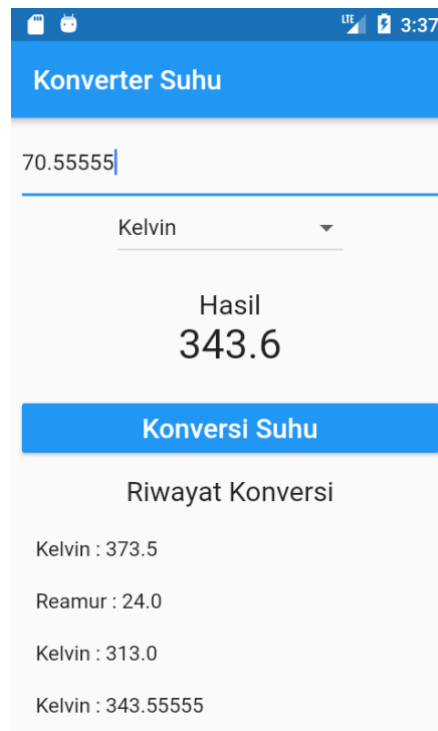 LTE 3:37
Konverter Suhu
70.55555
Kelvin
Hasil
343.6
Konversi Suhu
Riwayat Konversi
Kelvin : 373.5
Reamur : 24.0
Kelvin : 313.0
Kelvin : 343.55555